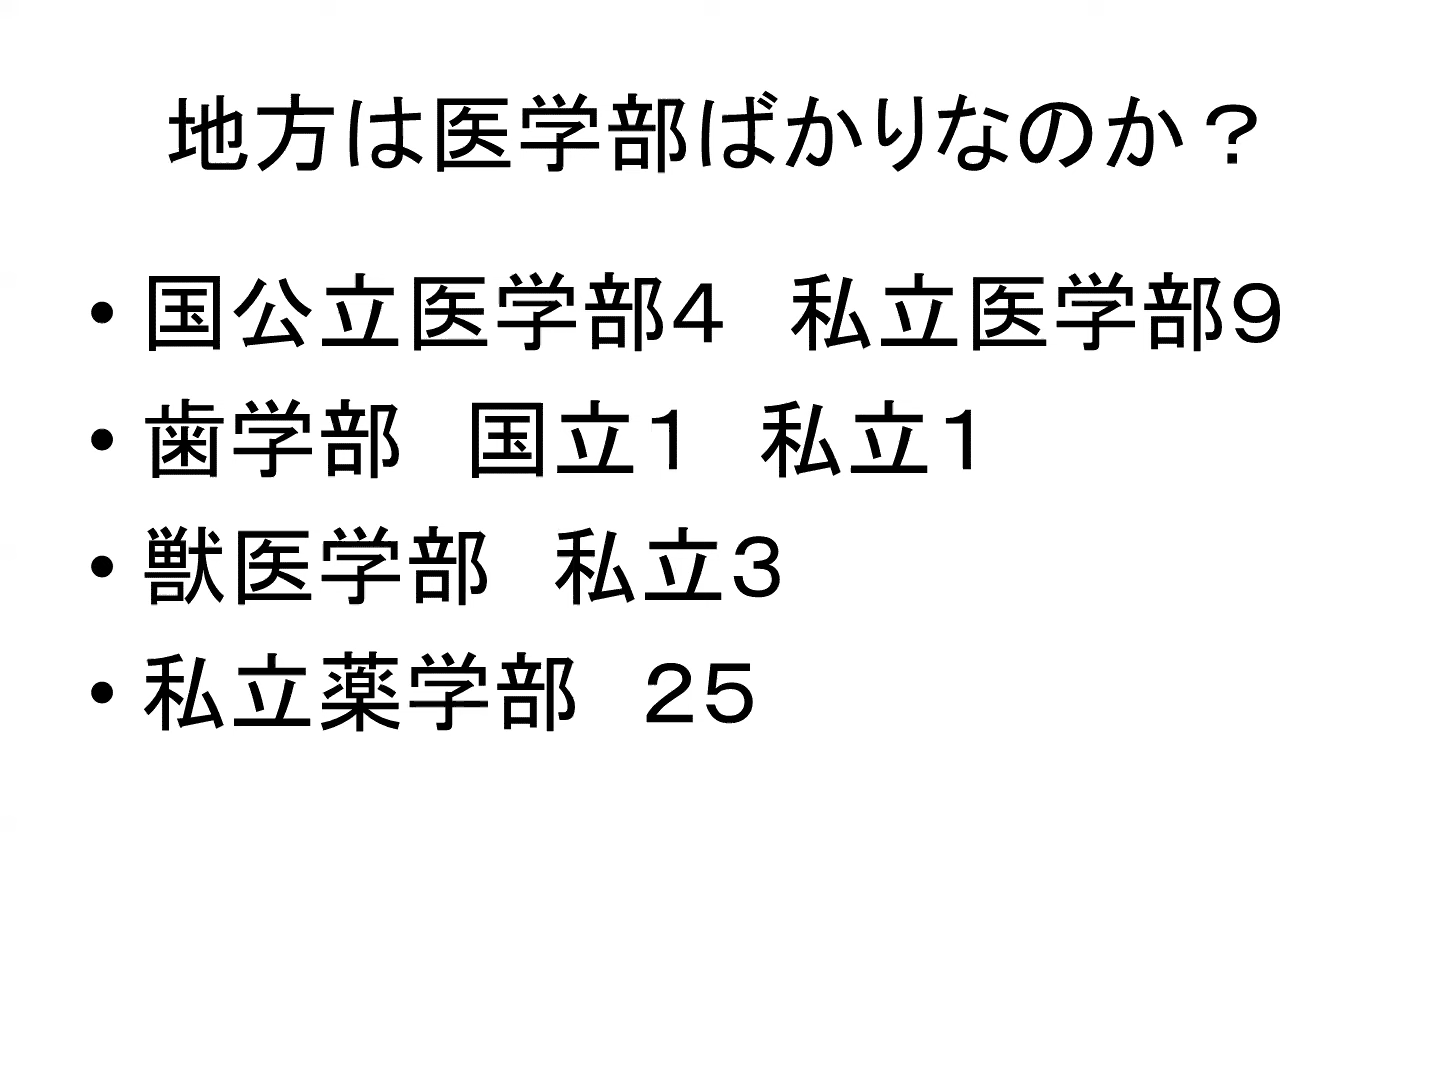 地方は医学部ばかりなのか？
• 国公立医学部４　私立医学部９
• 歯学部　国立１　私立１
• 獣医学部　私立３
• 私立薬学部　２５